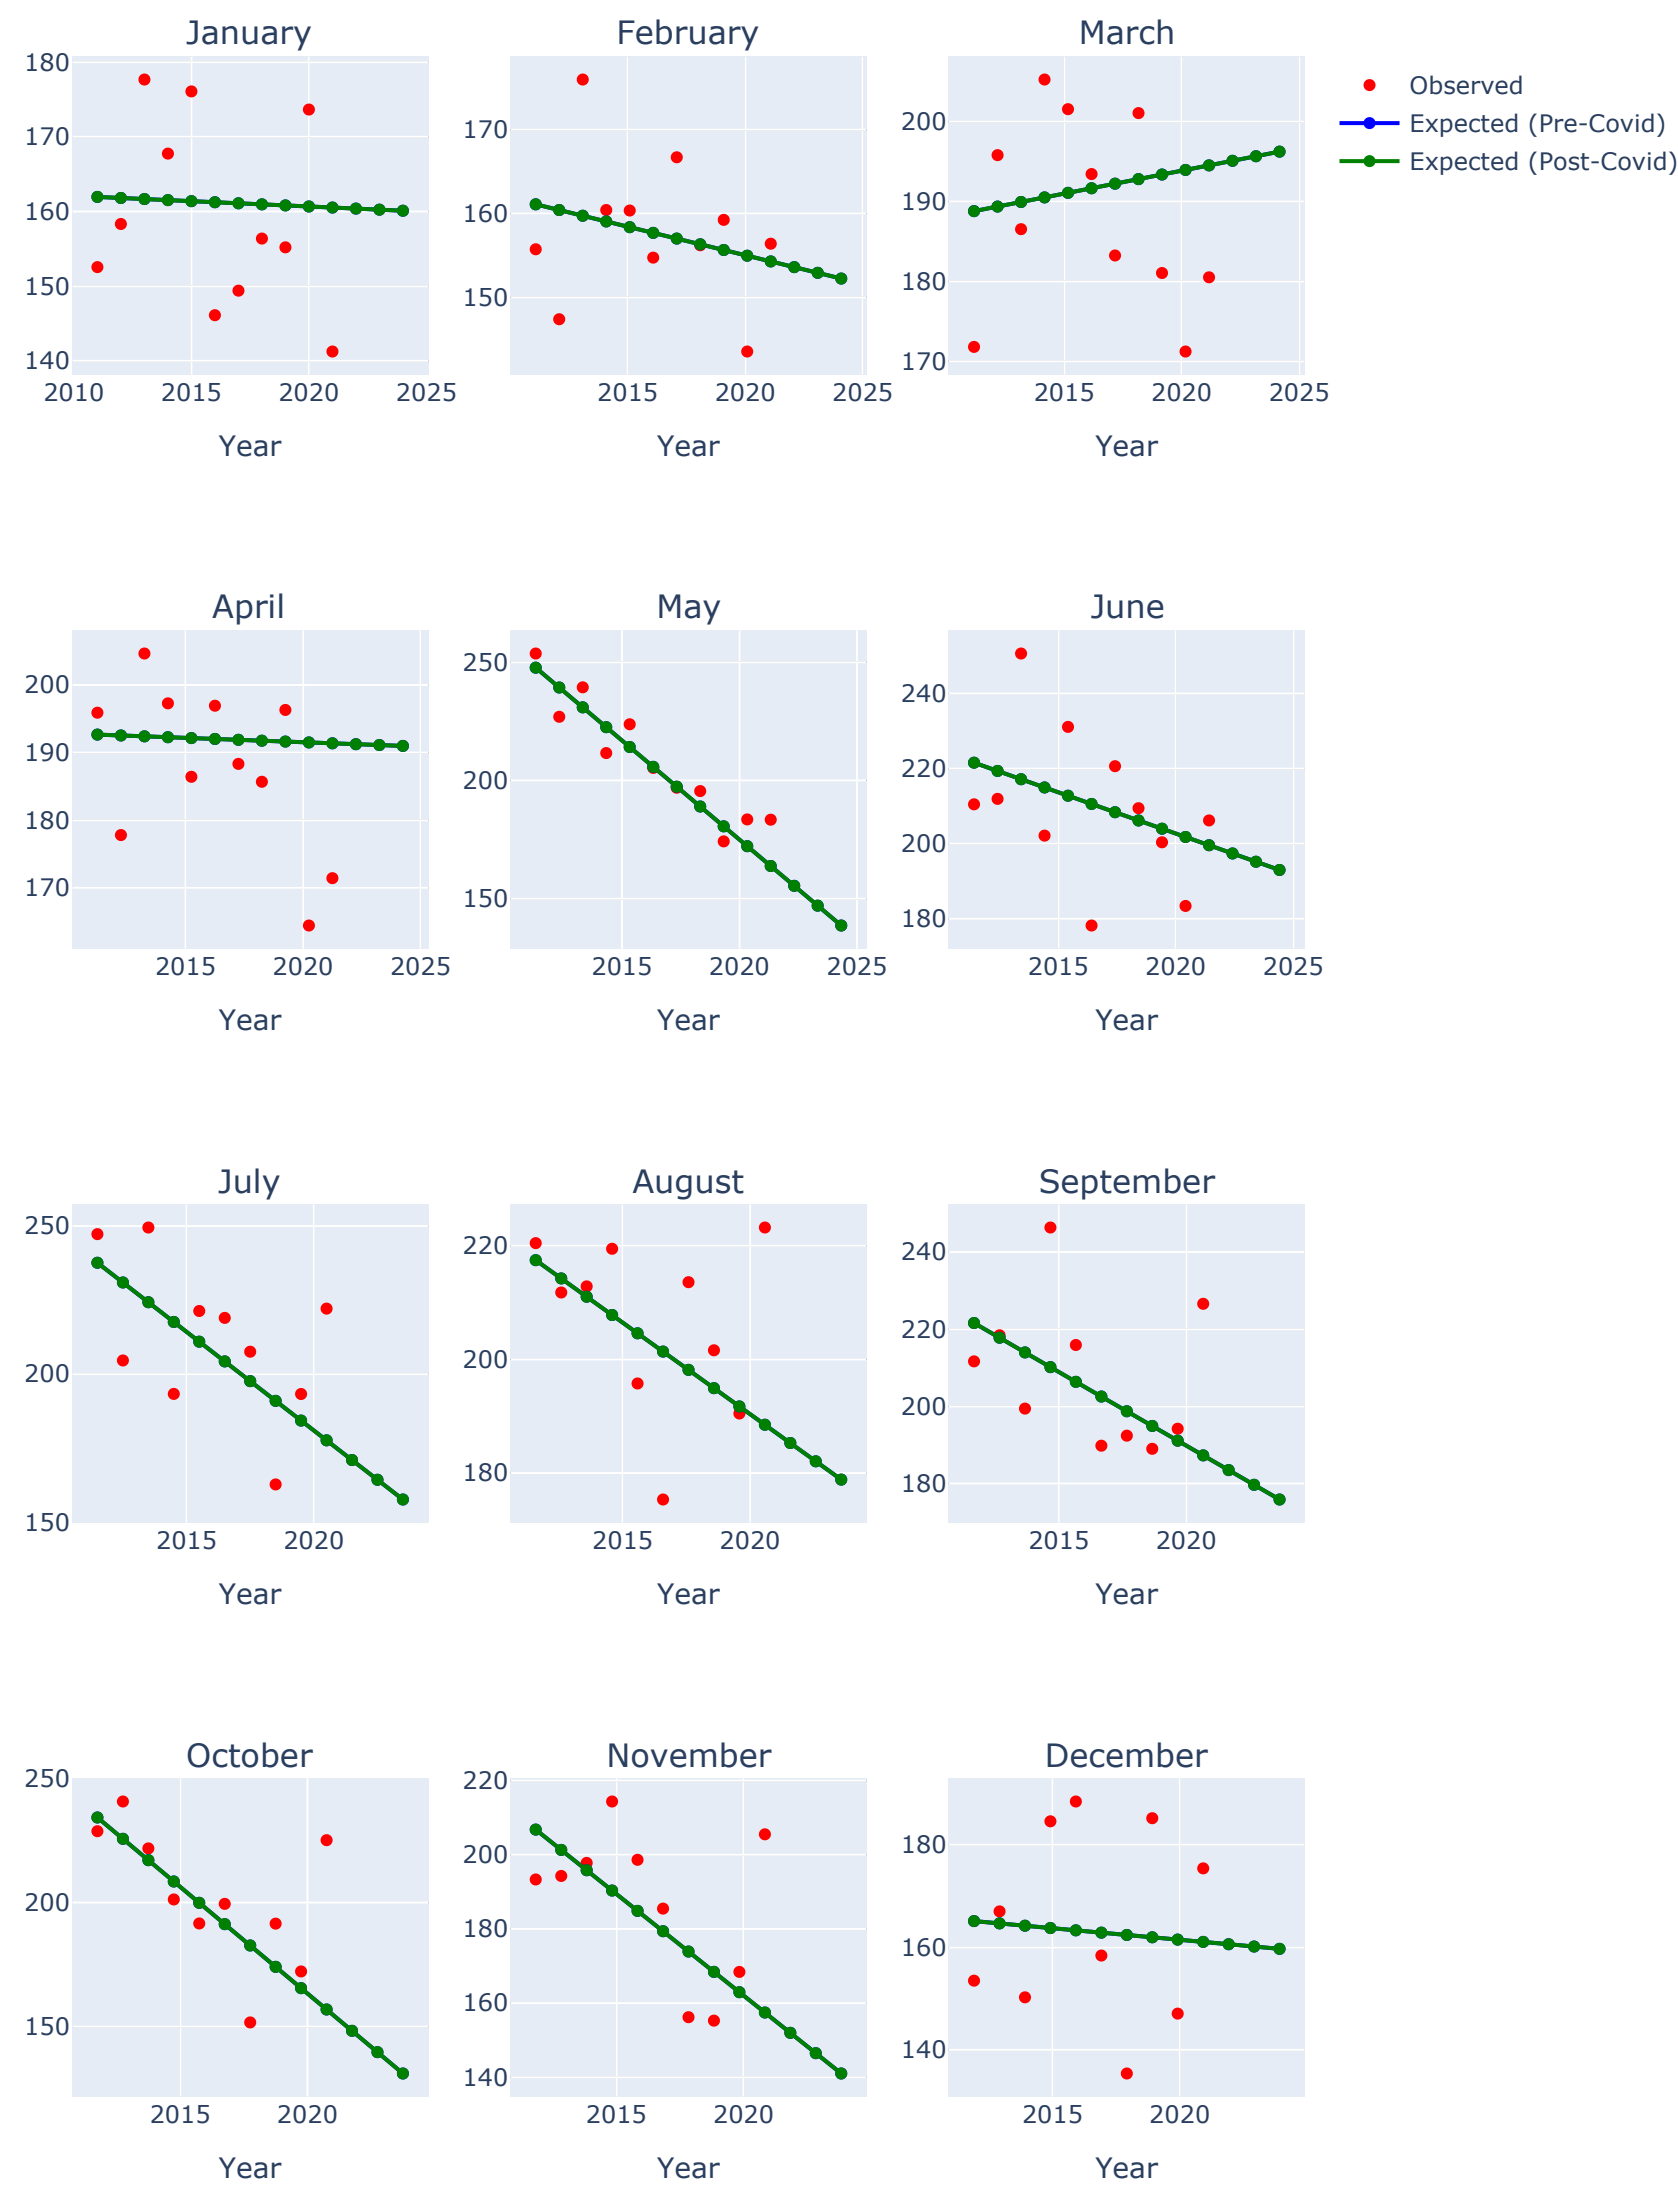 January
February
March
180
170
160
150
140
2010
2015
2020
2025
Year
170
160
150
2015
2020
2025
Year
200
190
180
170
2015
2020
2025
Year
Observed
Expected (Pre-Covid)
Expected (Post-Covid)
April
May
June
200
190
180
170
2015
2020
2025
Year
250
200
150
2015
2020
2025
Year
240
220
200
180
2015
2020
2025
Year
July
August
September
250
200
150
2015
2020
Year
220
200
180
2015
2020
Year
240
220
200
180
2015
2020
Year
October
November
December
250
200
150
2015
2020
Year
220
200
180
160
140
2015
2020
Year
180
160
140
2015
2020
Year